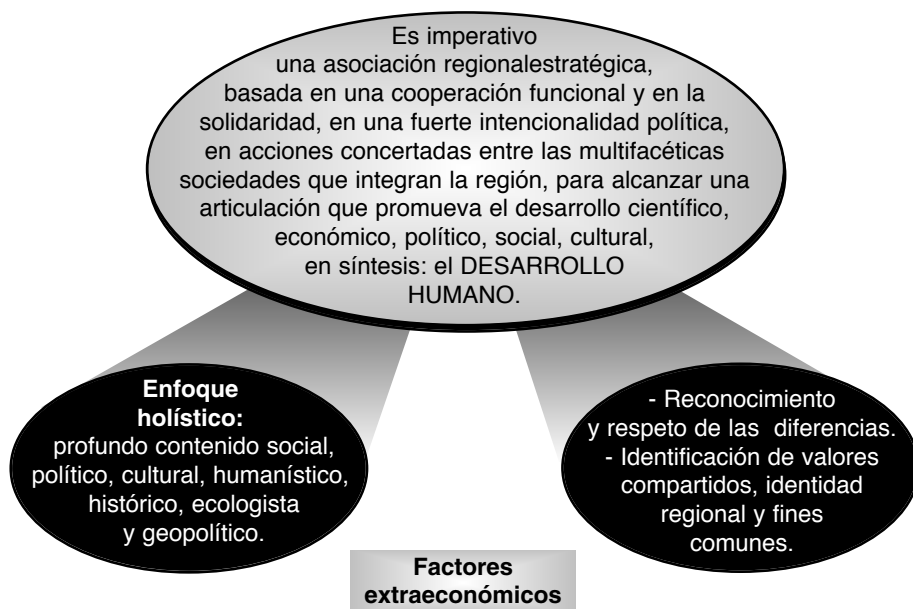 Es imperativo
una asociación regionalestratégica,
basada en una cooperación funcional y en la
solidaridad, en una fuerte intencionalidad política,
en acciones concertadas entre las multifacéticas
sociedades que integran la región, para alcanzar una
articulación que promueva el desarrollo científico,
económico, político, social, cultural,
en síntesis: el DESARROLLO
HUMANO.
Enfoque
holístico:
profundo contenido social,
político, cultural, humanístico,
histórico, ecologista
y geopolítico.
- Reconocimiento
y respeto de las diferencias.
- Identificación de valores
compartidos, identidad
regional y fines
comunes.
Factores
extraeconómicos